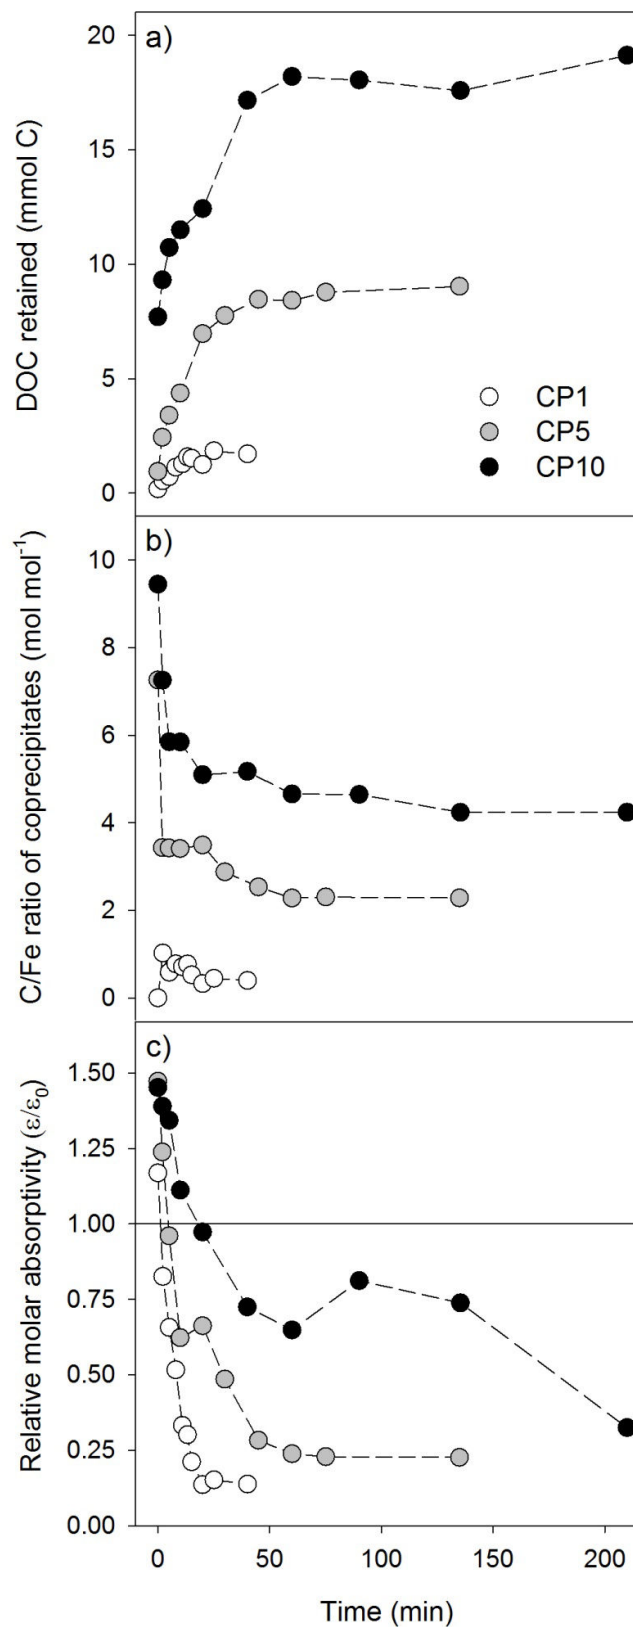 a)
DOC retained (mmol C)
20
15
10
5
0
CP1
CP5
CP10
b)
C/Fe ratio of coprecipitates (mol mol⁻¹)
10
8
6
4
2
0
c)
Relative molar absorptivity (ε/ε₀)
1.50
1.25
1.00
0.75
0.50
0.25
0.00
0 50 100 150 200
Time (min)